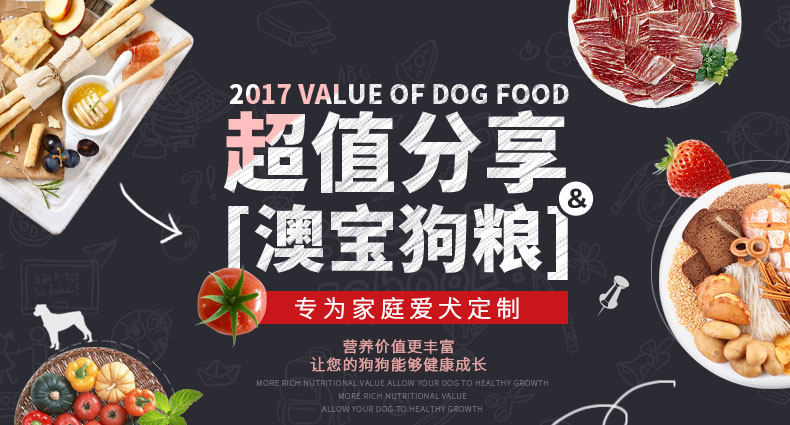 2017 VALUE OF DOG FOOD
超值分享
&
[澳宝狗粮]
专为家庭爱犬定制
营养价值更丰富
让您的狗狗能够健康成长
MORE RICH NUTRITIONAL VALUE ALLOW YOUR DOG TO HEALTHY GROWTH
MORE RICH NUTRITIONAL VALUE
ALLOW YOUR DOG TO HEALTHY GROWTH
ABC
back to